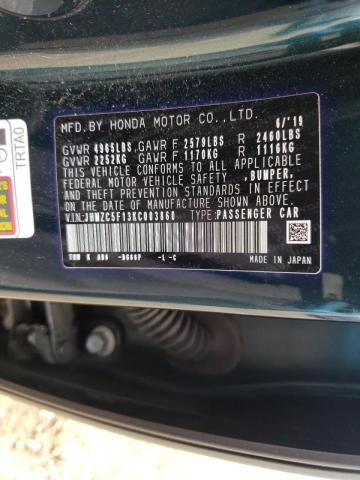 MFD.BY HONDA MOTOR CO.,LTD. 6/'19
GVWR 4965LBS GAWR F 2579LBS R 2460LBS
GVWR 2252KG GAWR F 1170KG R 1116KG
THIS VEHICLE CONFORMS TO ALL APPLICABLE
FEDERAL MOTOR VEHICLE SAFETY, BUMPER,
AND THEFT PREVENTION STANDARDS IN EFFECT
ON THE DATE OF MANUFACTURE SHOWN ABOVE.
VIN:JHMZC5F13KC003860 TYPE:PASSENGER CAR
-L -C
MADE IN JAPAN
TRTA0